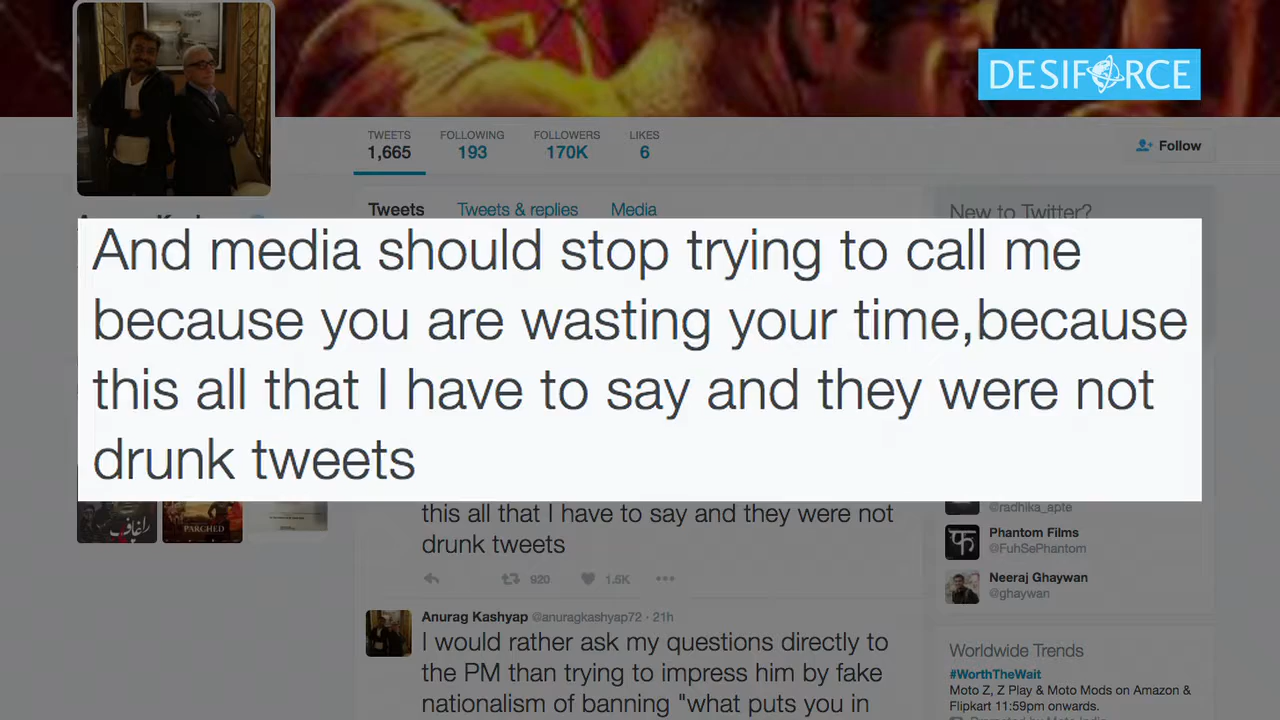 DESIFORCE
TWEETS
1,665
FOLLOWING
193
FOLLOWERS
170K
LIKES
6
Follow
Tweets
Tweets & replies
Media
New to Twitter?
And media should stop trying to call me
because you are wasting your time,because
this all that I have to say and they were not
drunk tweets
PARCHED
this all that I have to say and they were not
drunk tweets
920
1.5K
Anurag Kashyap @anuragkashyap72 · 21h
I would rather ask my questions directly to
the PM than trying to impress him by fake
nationalism of banning "what puts you in
@radhika_apte
फ
Phantom Films
@FuhSePhantom
Neeraj Ghaywan
@ghaywan
Worldwide Trends
#WorthTheWait
Moto Z, Z Play & Moto Mods on Amazon &
Flipkart 11:59pm onwards.